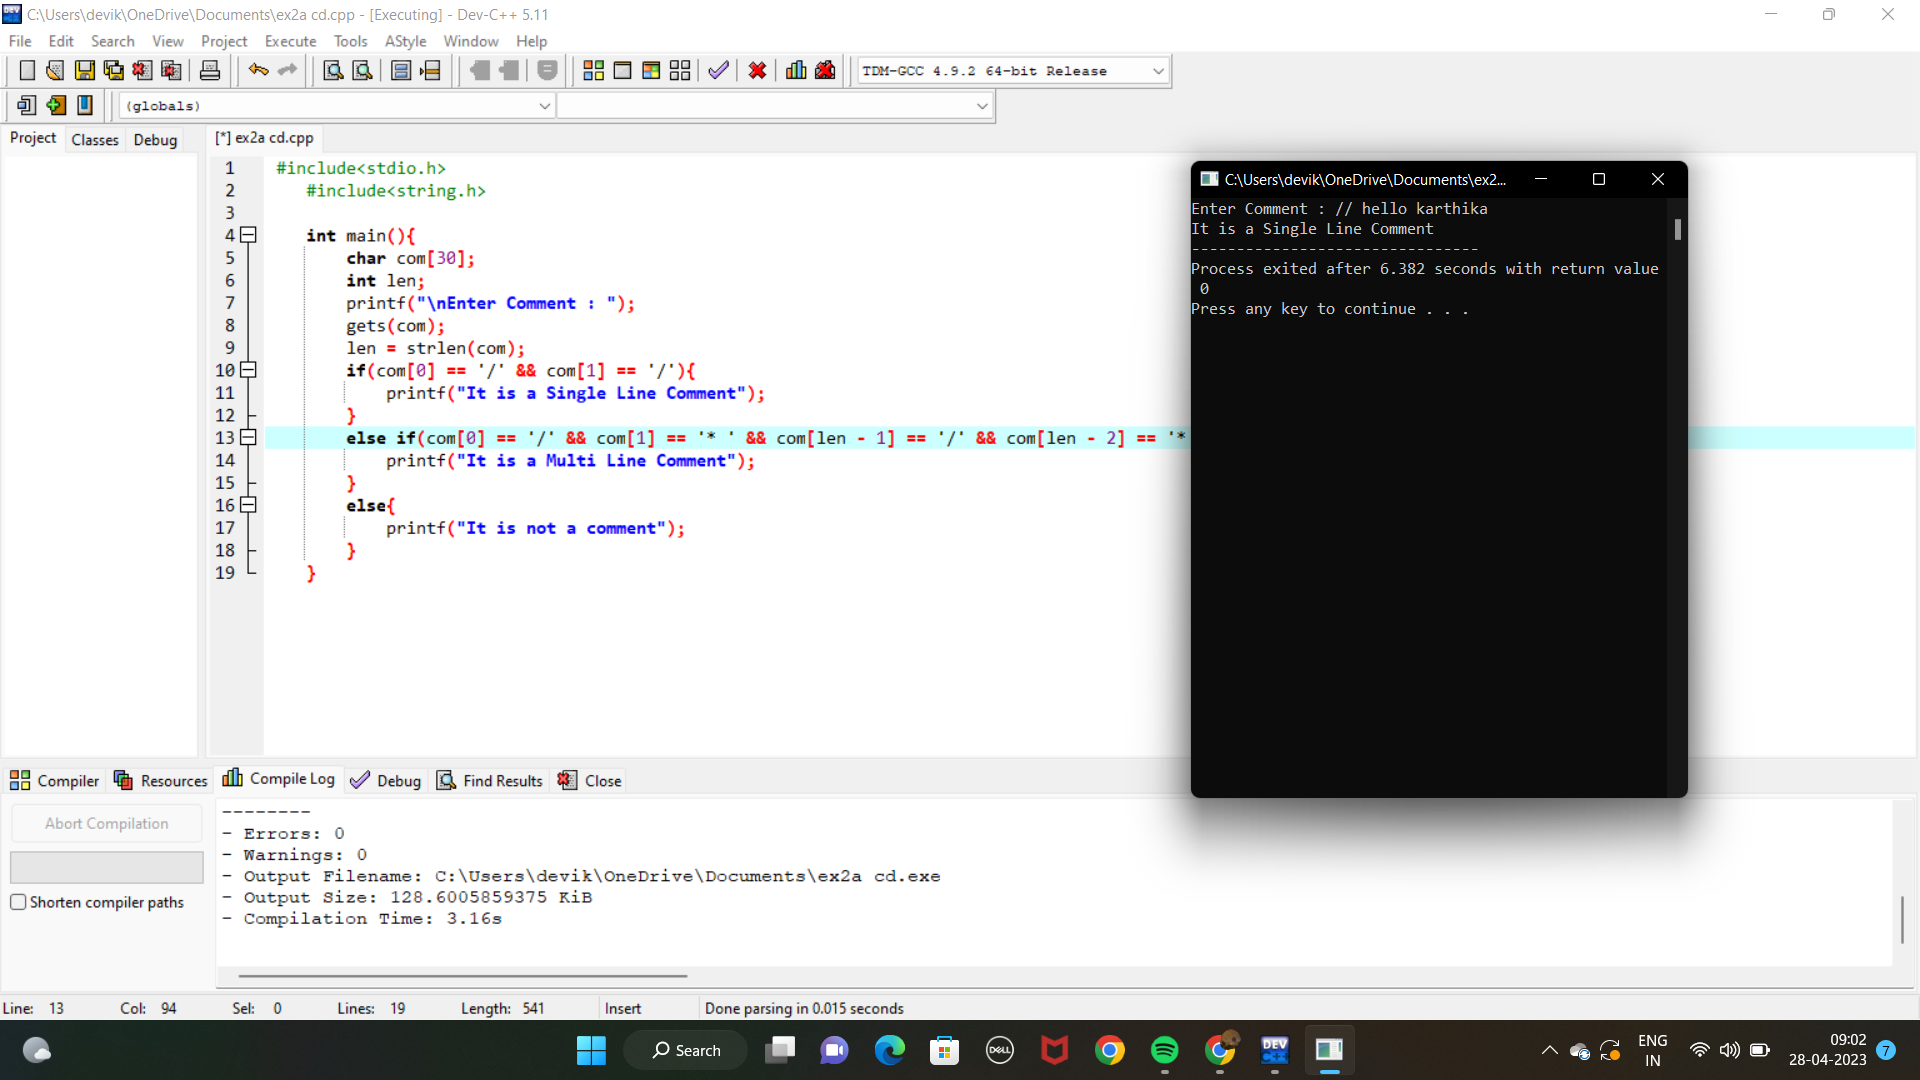 C:\Users\devik\OneDrive\Documents\ex2a cd.cpp - [Executing] - Dev-C++ 5.11
File Edit Search View Project Execute Tools AStyle Window Help
TDM-GCC 4.9.2 64-bit Release
(globals)
Project Classes Debug
[*] ex2a cd.cpp
1 #include<stdio.h>
2 #include<string.h>
3
4 int main(){
5 char com[30];
6 int len;
7 printf("\nEnter Comment : ");
8 gets(com);
9 len = strlen(com);
10 if(com[0] == '/' && com[1] == '/'){
11 printf("It is a Single Line Comment");
12 }
13 else if(com[0] == '/' && com[1] == '* ' && com[len - 1] == '/' && com[len - 2] == '*
14 printf("It is a Multi Line Comment");
15 }
16 else{
17 printf("It is not a comment");
18 }
19 }
C:\Users\devik\OneDrive\Documents\ex2...
Enter Comment : // hello karthika
It is a Single Line Comment
--------------------------------
Process exited after 6.382 seconds with return value
0
Press any key to continue . . .
Compiler Resources Compile Log Debug Find Results Close
Abort Compilation
Shorten compiler paths
--------
- Errors: 0
- Warnings: 0
- Output Filename: C:\Users\devik\OneDrive\Documents\ex2a cd.exe
- Output Size: 128.6005859375 KiB
- Compilation Time: 3.16s
Line: 13 Col: 94 Sel: 0 Lines: 19 Length: 541 Insert Done parsing in 0.015 seconds
Search
DELL
DEV C++
ENG
IN
09:02
28-04-2023
7